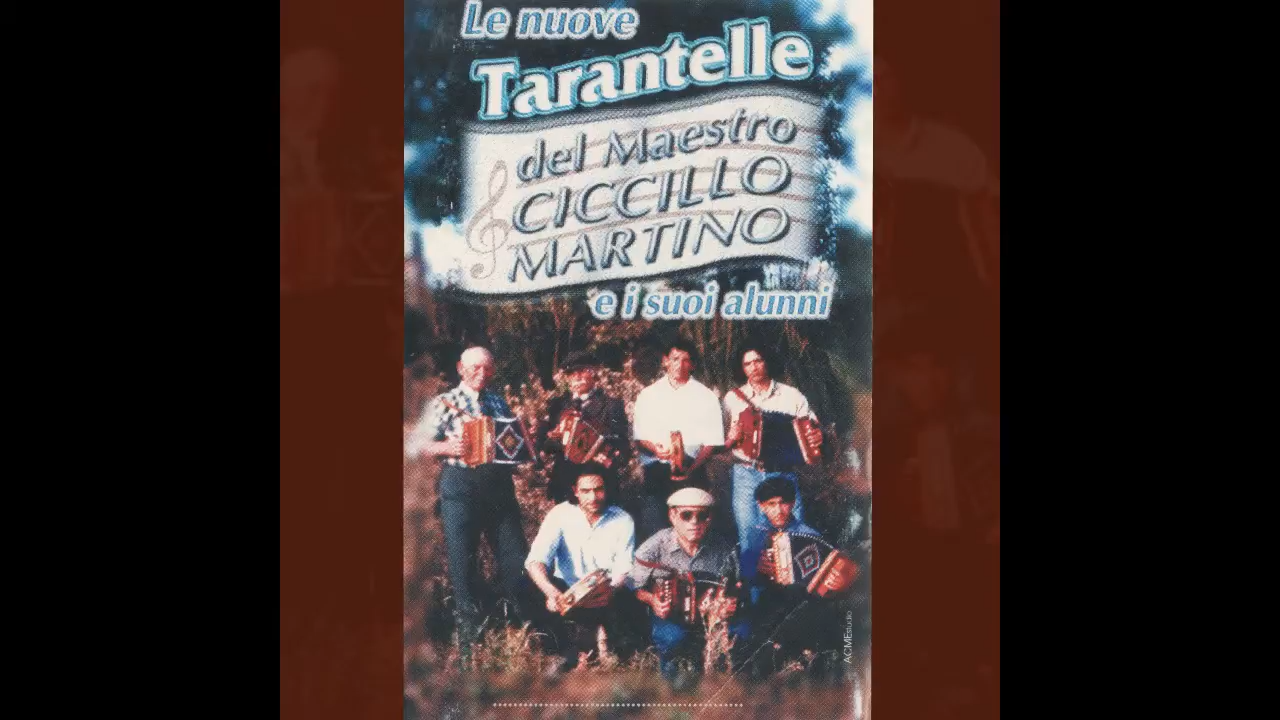 Le nuove
Tarantelle
del Maestro
CICCILLO
MARTINO
e i suoi alunni
ACMEstudio